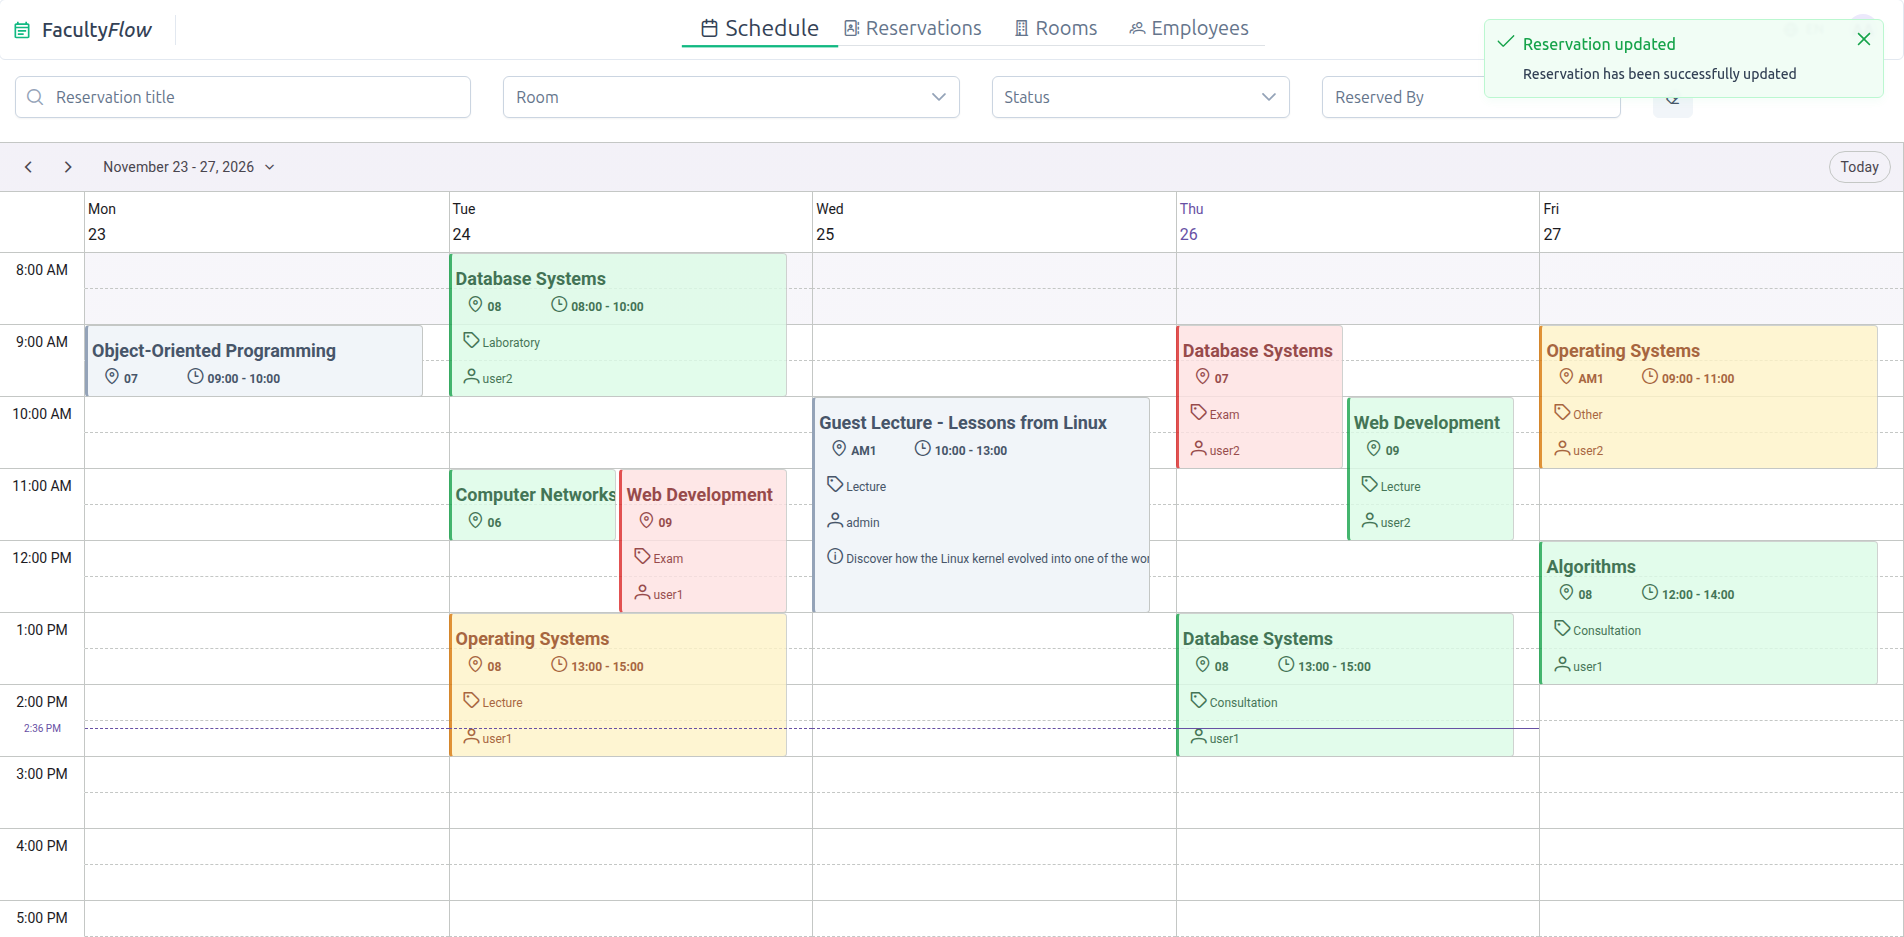 FacultyFlow
Schedule
Reservations
Rooms
Employees
Reservation updated
Reservation has been successfully updated
Reservation title
Room
Status
Reserved By
November 23 - 27, 2026
Today
Mon
23
Tue
24
Wed
25
Thu
26
Fri
27
8:00 AM
9:00 AM
10:00 AM
11:00 AM
12:00 PM
1:00 PM
2:00 PM
2:36 PM
3:00 PM
4:00 PM
5:00 PM
Object-Oriented Programming
07 09:00 - 10:00
Database Systems
08 08:00 - 10:00
Laboratory
user2
Computer Networks
06
Web Development
09
Exam
user1
Operating Systems
08 13:00 - 15:00
Lecture
user1
Guest Lecture - Lessons from Linux
AM1 10:00 - 13:00
Lecture
admin
Discover how the Linux kernel evolved into one of the wor
Database Systems
07
Exam
user2
Web Development
09
Lecture
user2
Database Systems
08 13:00 - 15:00
Consultation
user1
Operating Systems
AM1 09:00 - 11:00
Other
user2
Algorithms
08 12:00 - 14:00
Consultation
user1